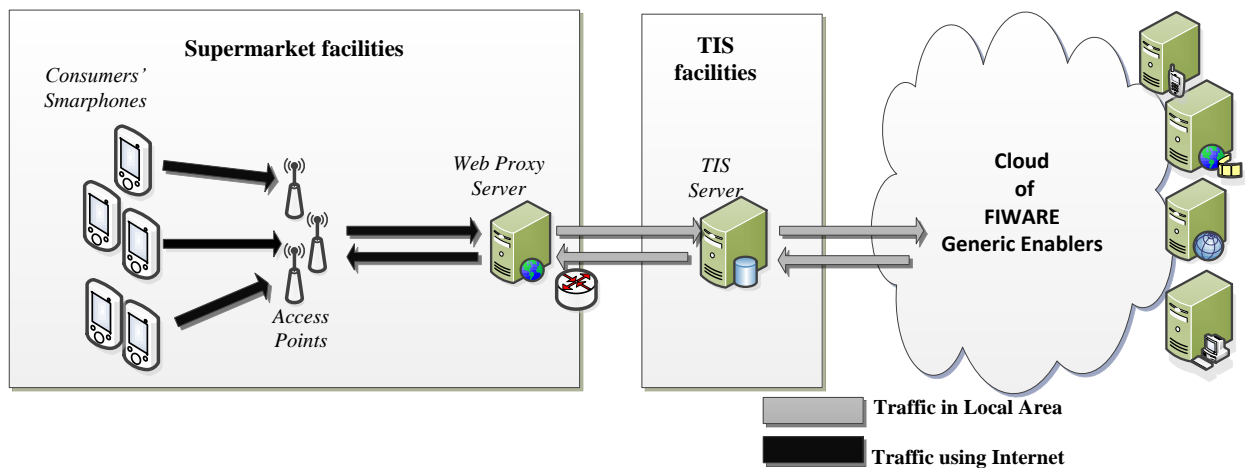 Supermarket facilities
Consumers’
Smarphones
Web Proxy
Server
Access
Points
TIS
facilities
TIS
Server
Cloud
of
FIWARE
Generic Enablers
Traffic in Local Area
Traffic using Internet